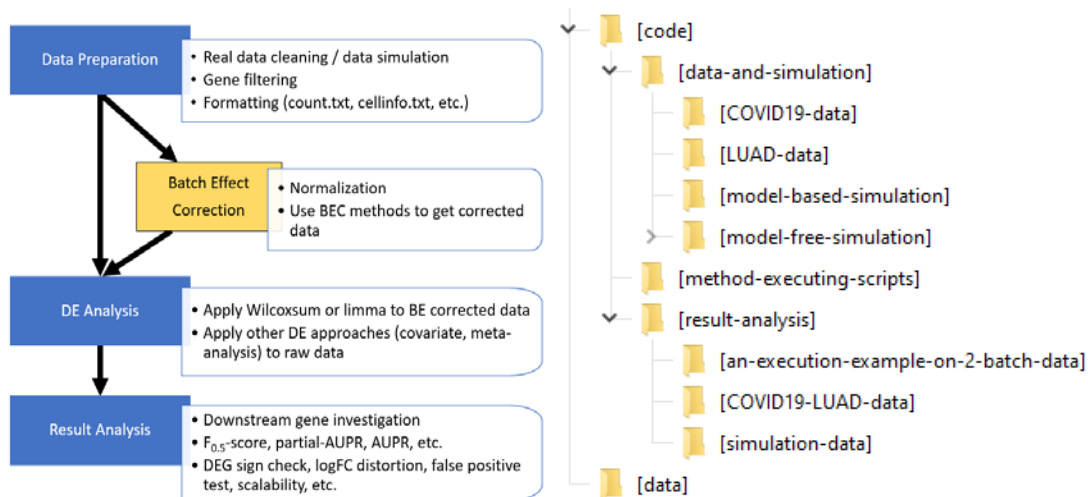 Data Preparation
• Real data cleaning / data simulation
• Gene filtering
• Formatting (count.txt, cellinfo.txt, etc.)
Batch Effect
Correction
• Normalization
• Use BEC methods to get corrected
data
DE Analysis
• Apply Wilcoxsum or limma to BE corrected data
• Apply other DE approaches (covariate, meta-
analysis) to raw data
Result Analysis
• Downstream gene investigation
• F0.5-score, partial-AUPR, AUPR, etc.
• DEG sign check, logFC distortion, false positive
test, scalability, etc.
[code]
[data-and-simulation]
[COVID19-data]
[LUAD-data]
[model-based-simulation]
[model-free-simulation]
[method-executing-scripts]
[result-analysis]
[an-execution-example-on-2-batch-data]
[COVID19-LUAD-data]
[simulation-data]
[data]